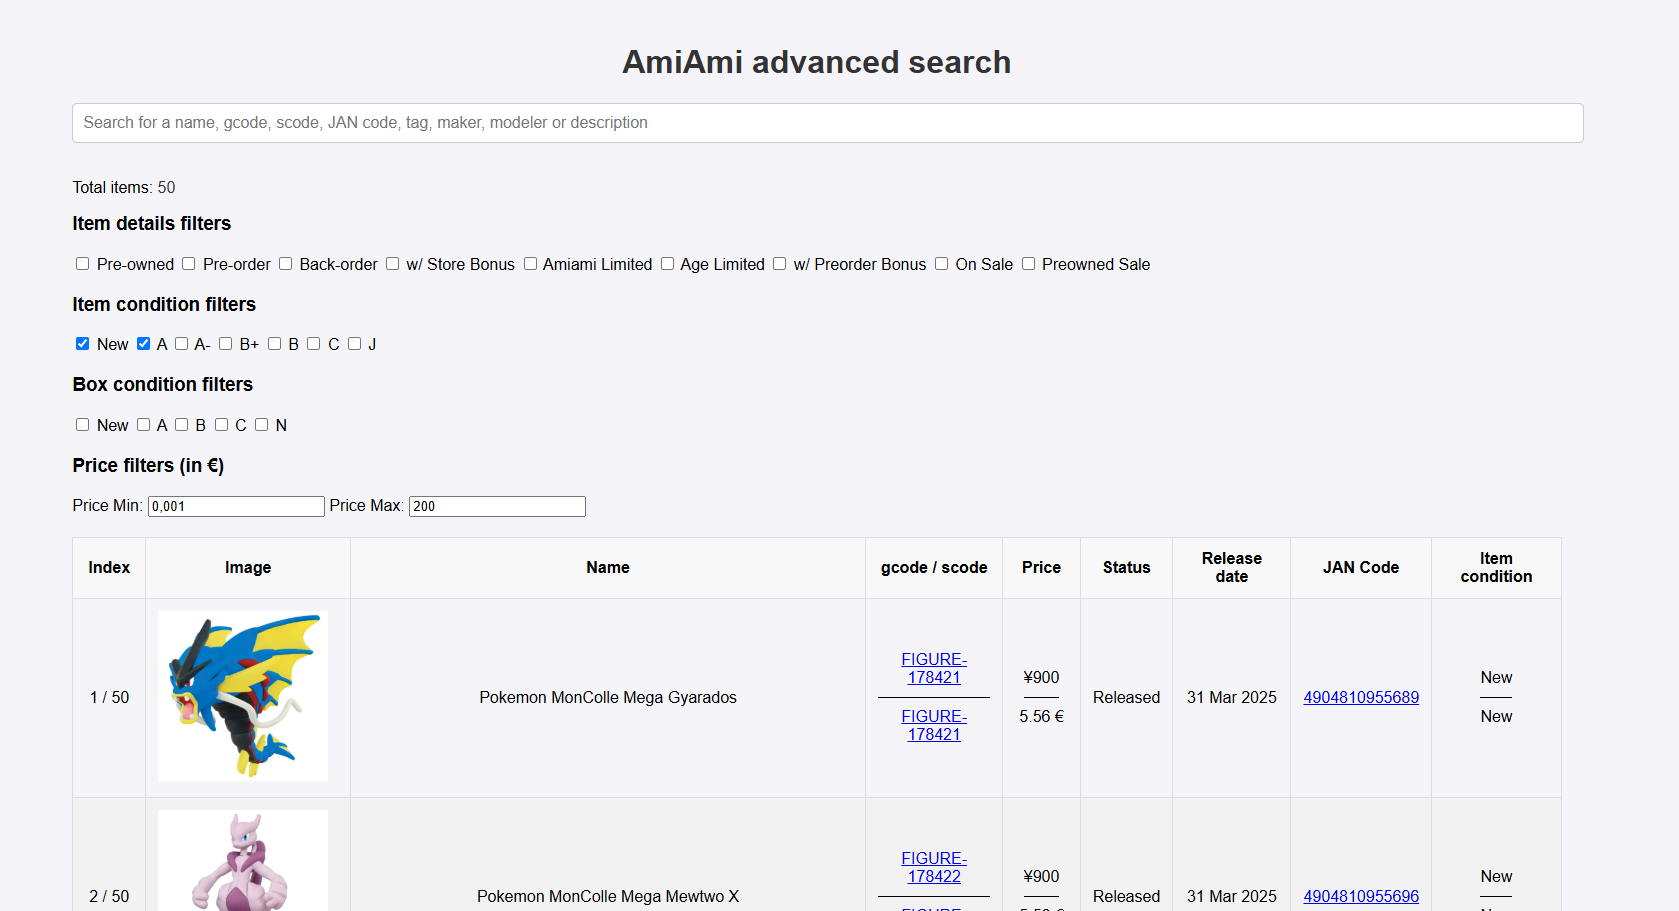 AmiAmi advanced search
Search for a name, gcode, scode, JAN code, tag, maker, modeler or description
Total items: 50
Item details filters
Pre-owned Pre-order Back-order w/ Store Bonus Amiami Limited Age Limited w/ Preorder Bonus On Sale Preowned Sale
Item condition filters
New A A- B+ B C J
Box condition filters
New A B C N
Price filters (in €)
Price Min: 0,001 Price Max: 200
Index Image Name gcode / scode Price Status Release date JAN Code Item condition
1 / 50
Pokemon MonColle Mega Gyarados
FIGURE-
178421
FIGURE-
178421
¥900
5.56 €
Released
31 Mar 2025
4904810955689
New
New
2 / 50
Pokemon MonColle Mega Mewtwo X
FIGURE-
178422
¥900
Released
31 Mar 2025
4904810955696
New